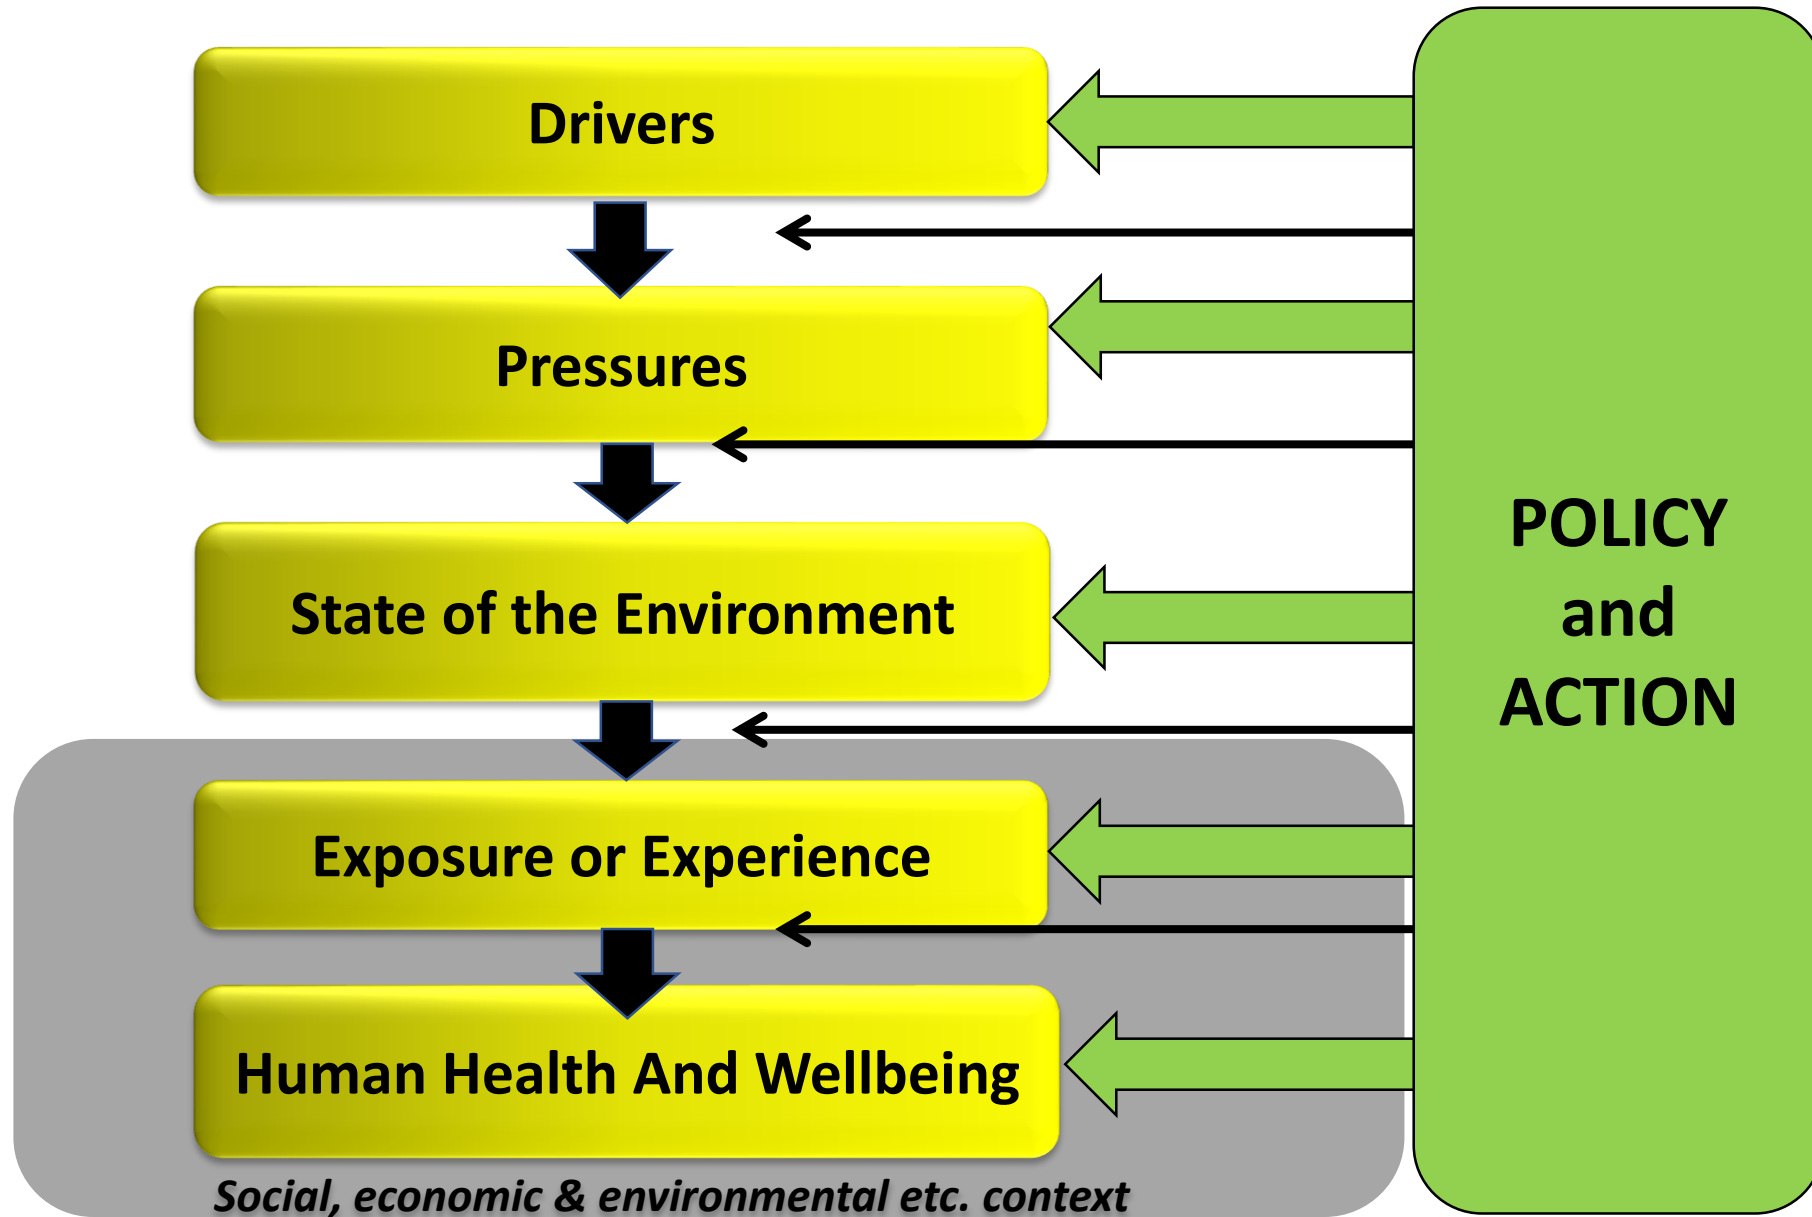 Drivers
Pressures
State of the Environment
Exposure or Experience
Human Health And Wellbeing
Social, economic & environmental etc. context
POLICY
and
ACTION